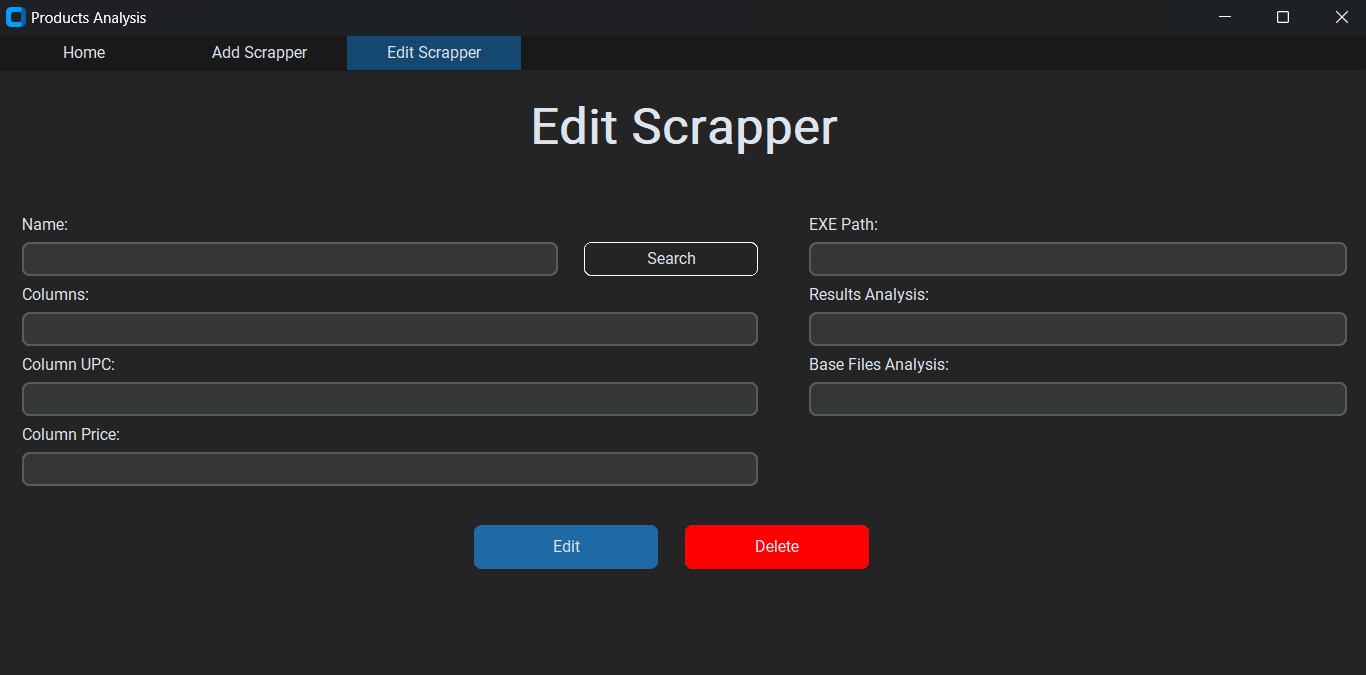 Products Analysis
Home Add Scrapper Edit Scrapper
Edit Scrapper
Name:
Search
Columns:
Column UPC:
Column Price:
EXE Path:
Results Analysis:
Base Files Analysis:
Edit Delete